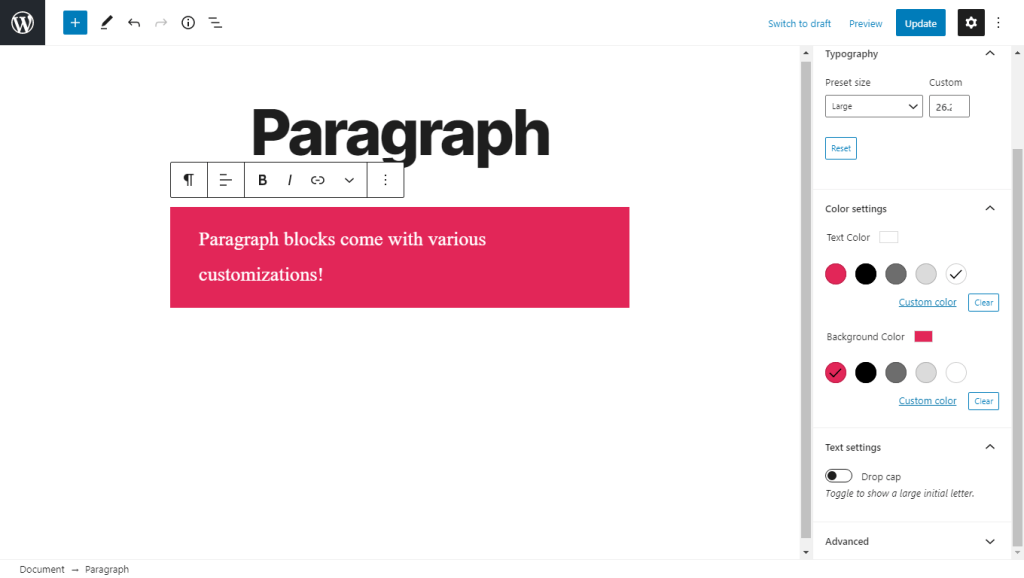 Switch to draft Preview Update
Typography
Preset size Custom
Large 26.2
Reset
Paragraph
B I
Paragraph blocks come with various
customizations!
Color settings
Text Color
Custom color Clear
Background Color
Custom color Clear
Text settings
Drop cap
Toggle to show a large initial letter.
Advanced
Document → Paragraph